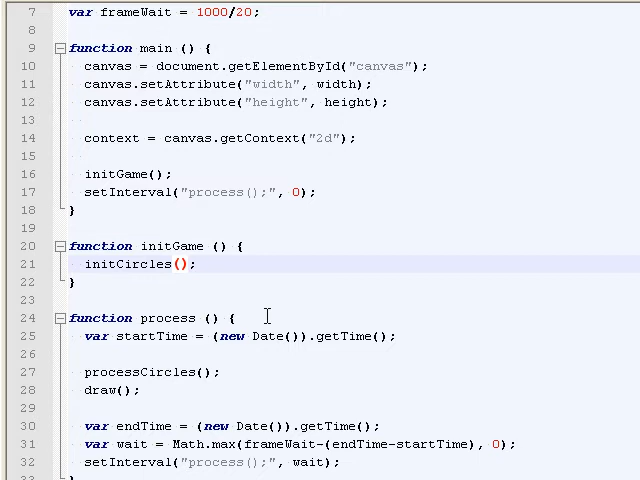 7 var frameWait = 1000/20;
8
9 function main () {
10 canvas = document.getElementById("canvas");
11 canvas.setAttribute("width", width);
12 canvas.setAttribute("height", height);
13
14 context = canvas.getContext("2d");
15
16 initGame();
17 setInterval("process();", 0);
18 }
19
20 function initGame () {
21 initCircles();
22 }
23
24 function process () {
25 var startTime = (new Date()).getTime();
26
27 processCircles();
28 draw();
29
30 var endTime = (new Date()).getTime();
31 var wait = Math.max(frameWait-(endTime-startTime), 0);
32 setInterval("process();", wait);